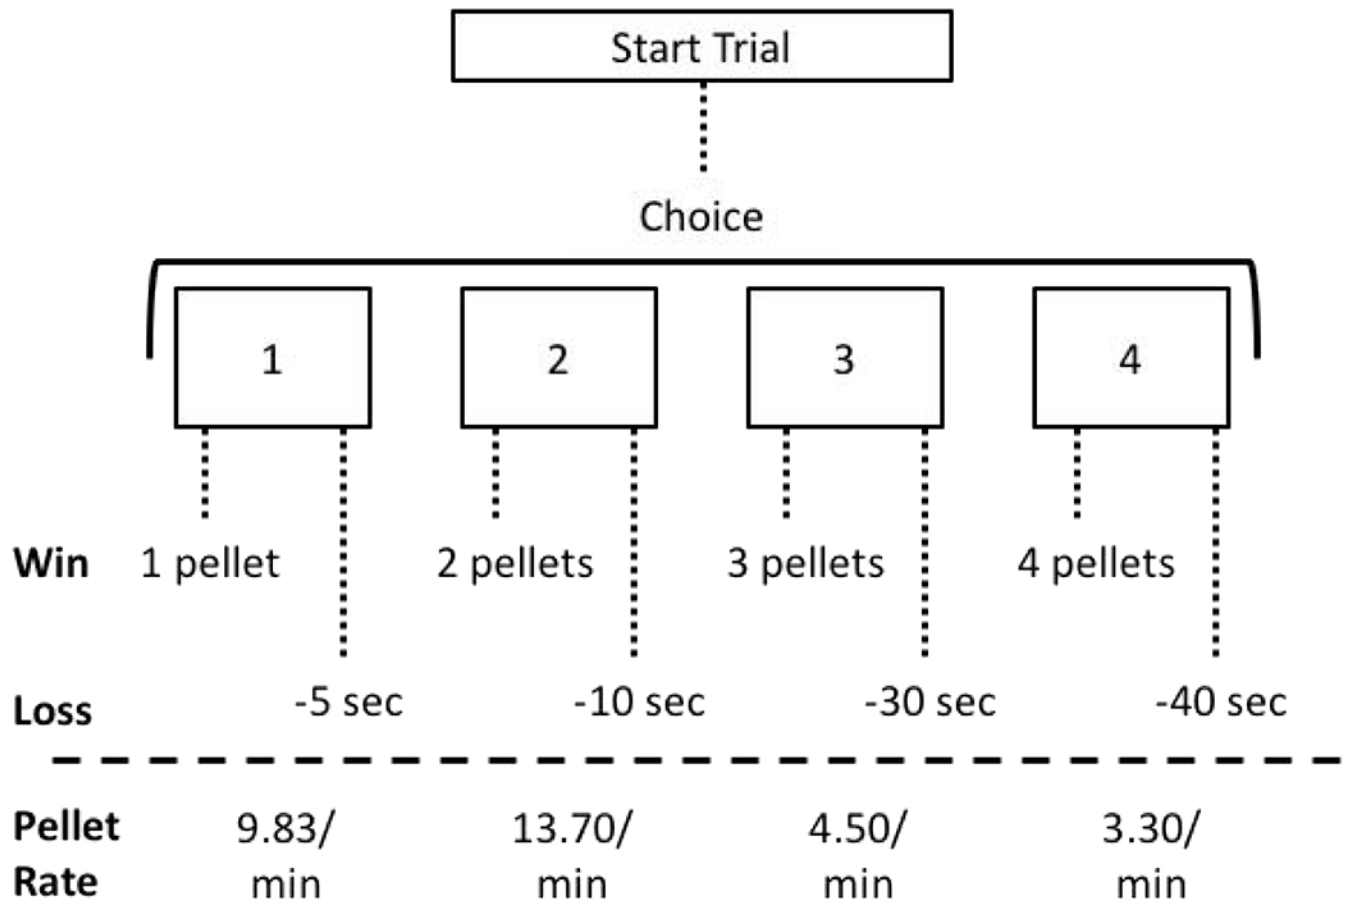 Start Trial
Choice
1 2 3 4
Win 1 pellet 2 pellets 3 pellets 4 pellets
Loss -5 sec -10 sec -30 sec -40 sec
Pellet 9.83/ 13.70/ 4.50/ 3.30/
Rate min min min min